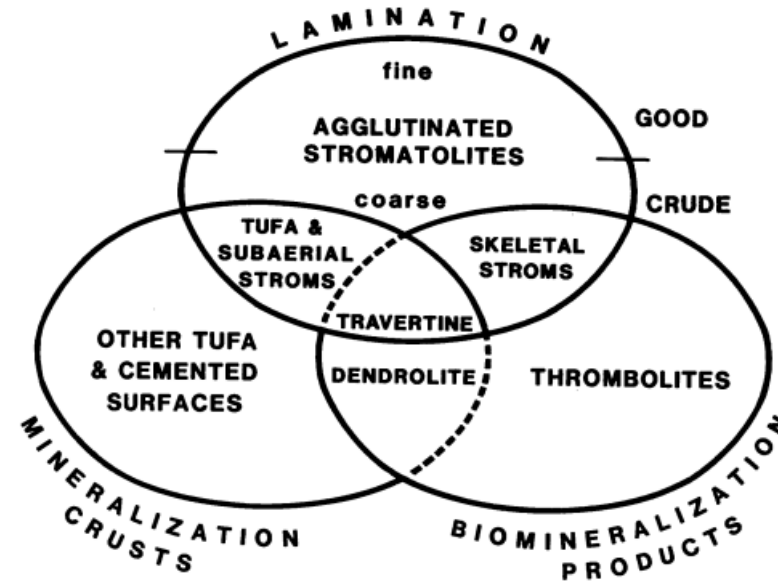 LAMINATION
fine
GOOD
AGGLUTINATED
STROMATOLITES
coarse
CRUDE
TUFA &
SUBAERIAL
STROMS
SKELETAL
STROMS
TRAVERTINE
OTHER TUFA
& CEMENTED
SURFACES
DENDROLITE
THROMBOLITES
MINERALIZATION
CRUSTS
BIOMINERALIZATION
PRODUCTS